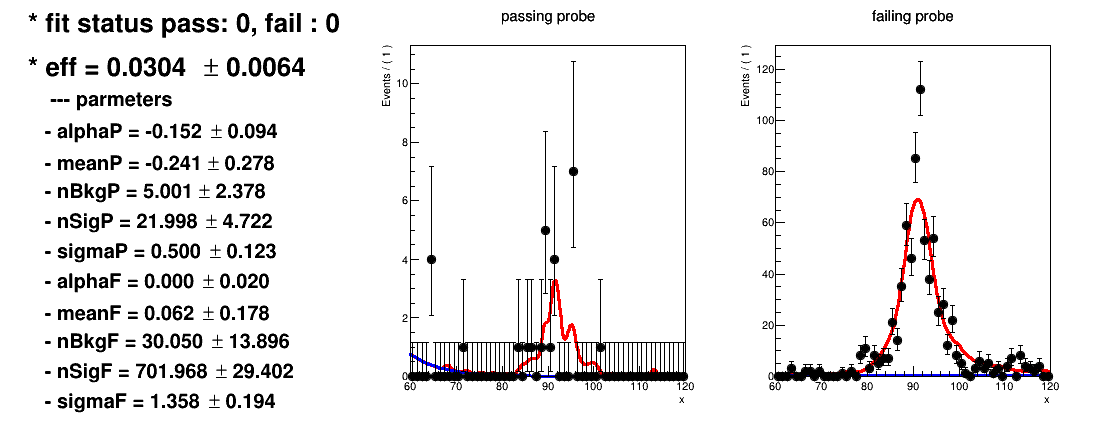 * fit status pass: 0, fail : 0
* eff = 0.0304 ± 0.0064
--- parmeters
- alphaP = -0.152 ± 0.094
- meanP = -0.241 ± 0.278
- nBkgP = 5.001 ± 2.378
- nSigP = 21.998 ± 4.722
- sigmaP = 0.500 ± 0.123
- alphaF = 0.000 ± 0.020
- meanF = 0.062 ± 0.178
- nBkgF = 30.050 ± 13.896
- nSigF = 701.968 ± 29.402
- sigmaF = 1.358 ± 0.194
passing probe
Events / ( 1 )
10
8
6
4
2
0
60 70 80 90 100 110 120
x
failing probe
Events / ( 1 )
120
100
80
60
40
20
0
60 70 80 90 100 110 120
x